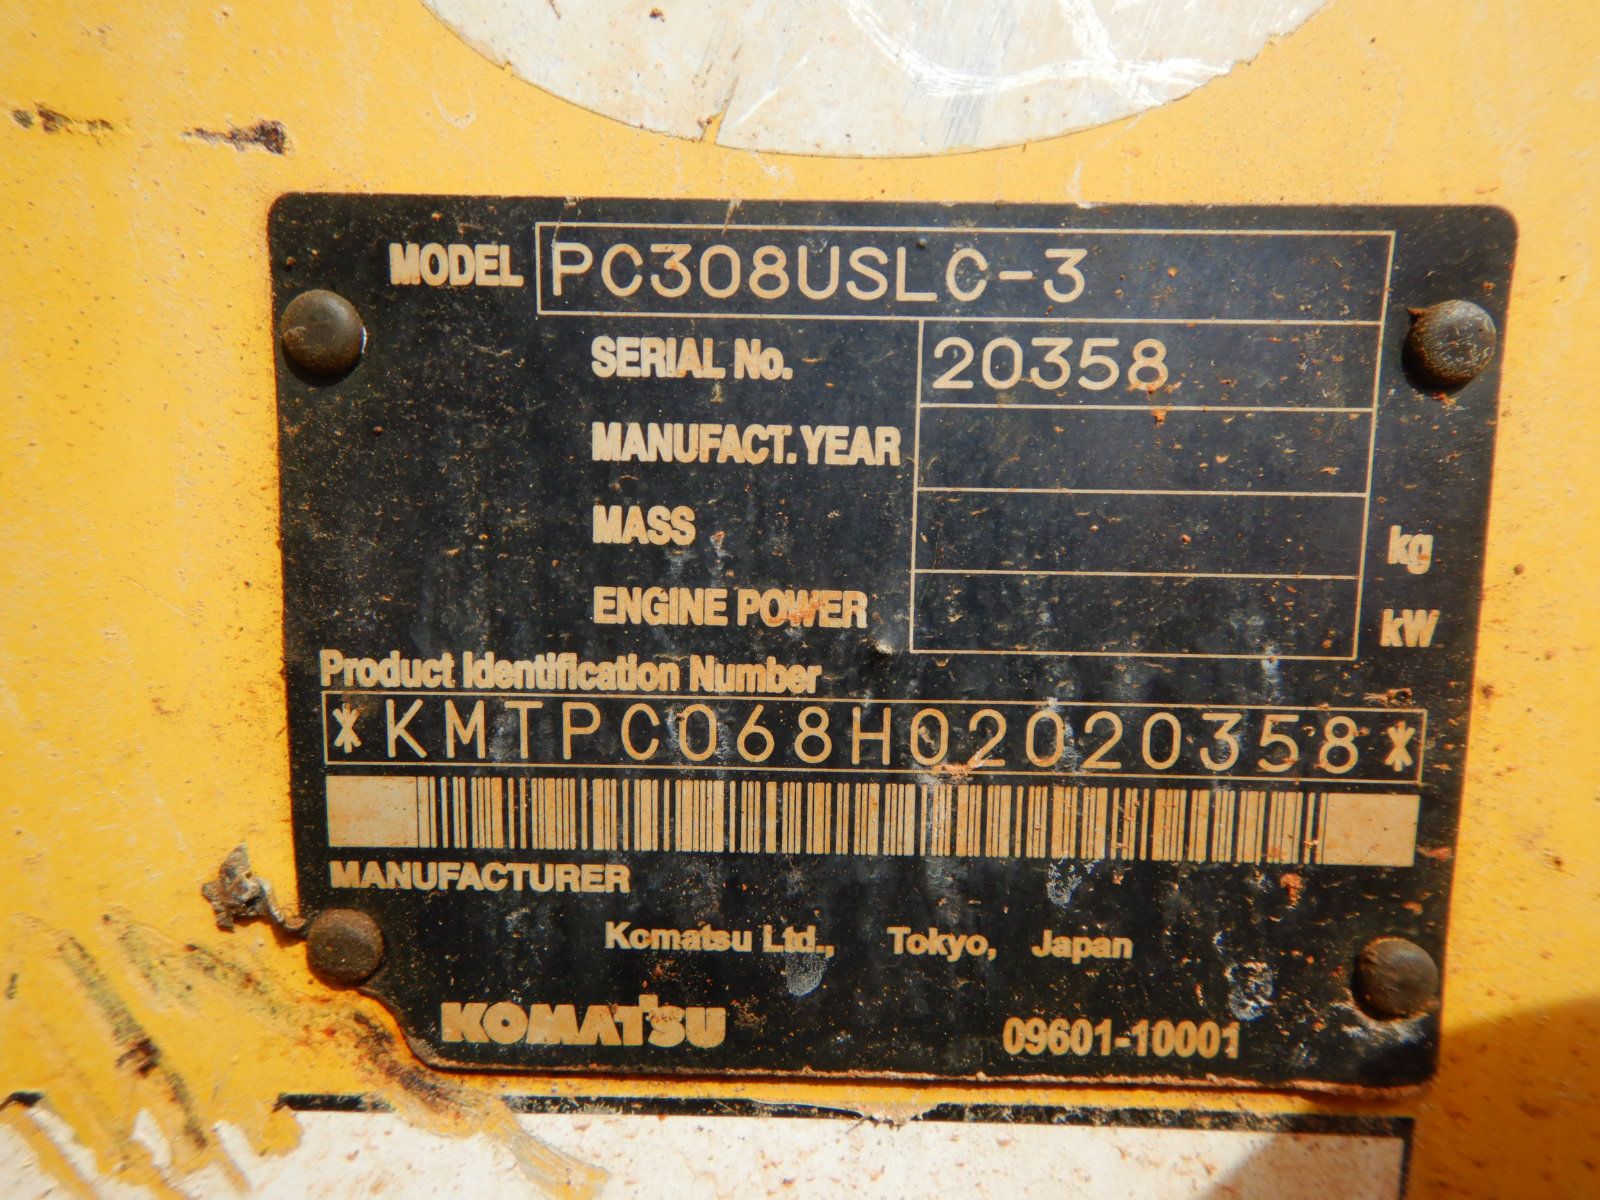 MODEL PC308USLC-3
SERIAL No. 20358
MANUFACT. YEAR
MASS kg
ENGINE POWER kW
Product Identification Number
*KMTPC068H02020358*
MANUFACTURER
Komatsu Ltd., Tokyo, Japan
KOMATSU 09601-10001